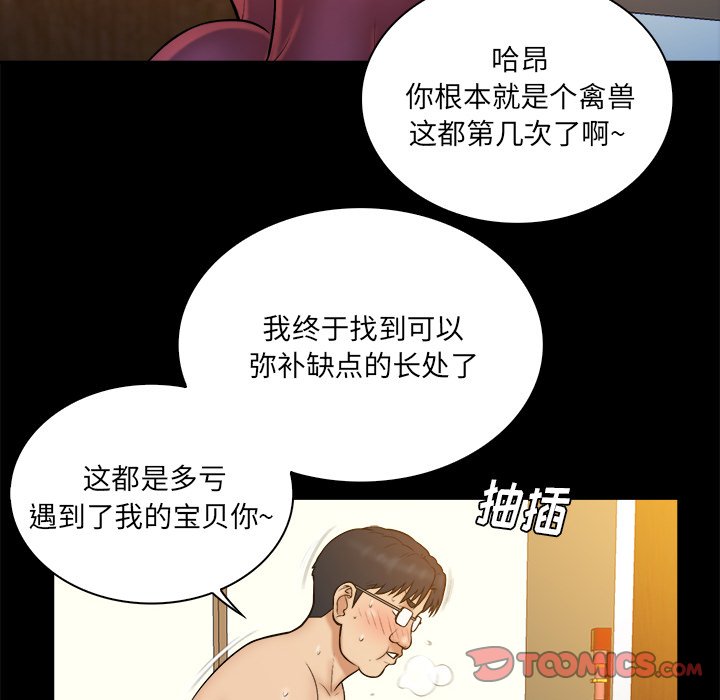 哈昂
你根本就是个禽兽
这都第几次了啊~
我终于找到可以
弥补缺点的长处了
这都是多亏
遇到了我的宝贝你~
抽插
TOOMICS.COM